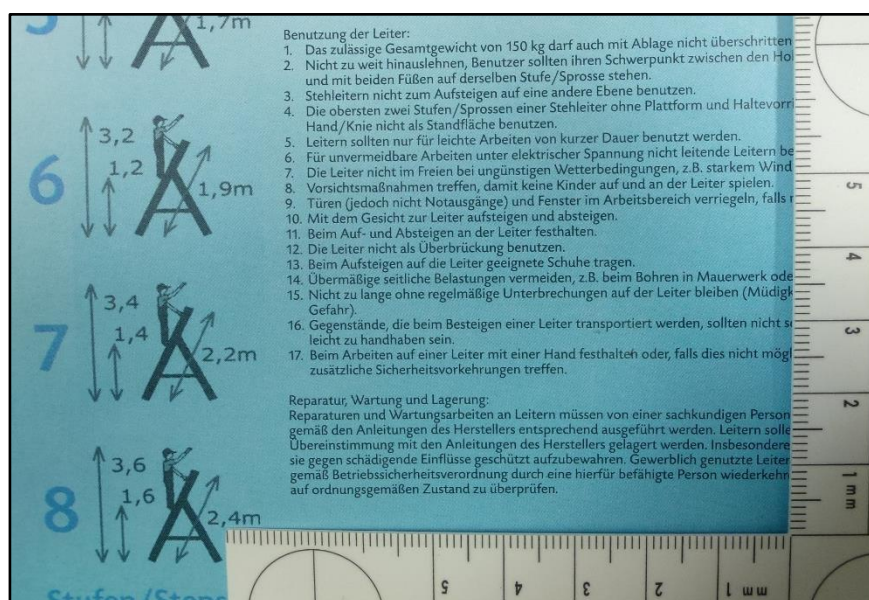 1,7m
6
3,2
1,2
1,9m
7
3,4
1,4
2,2m
8
3,6
1,6
2,4m
Stufen/Steps
Benutzung der Leiter:
1. Das zulässige Gesamtgewicht von 150 kg darf auch mit Ablage nicht überschritten
2. Nicht zu weit hinauslehnen, Benutzer sollten ihren Schwerpunkt zwischen den Ho
und mit beiden Füßen auf derselben Stufe/Sprosse stehen.
3. Stehleitern nicht zum Aufsteigen auf eine andere Ebene benutzen.
4. Die obersten zwei Stufen/Sprossen einer Stehleiter ohne Plattform und Haltevorri
Hand/Knie nicht als Standfläche benutzen.
5. Leitern sollten nur für leichte Arbeiten von kurzer Dauer benutzt werden.
6. Für unvermeidbare Arbeiten unter elektrischer Spannung nicht leitende Leitern be
7. Die Leiter nicht im Freien bei ungünstigen Wetterbedingungen, z.B. starkem Wind
8. Vorsichtsmaßnahmen treffen, damit keine Kinder auf und an der Leiter spielen.
9. Türen (jedoch nicht Notausgänge) und Fenster im Arbeitsbereich verriegeln, falls
10. Mit dem Gesicht zur Leiter aufsteigen und absteigen.
11. Beim Auf- und Absteigen an der Leiter festhalten.
12. Die Leiter nicht als Überbrückung benutzen.
13. Beim Aufsteigen auf die Leiter geeignete Schuhe tragen.
14. Übermäßige seitliche Belastungen vermeiden, z.B. beim Bohren in Mauerwerk ode
15. Nicht zu lange ohne regelmäßige Unterbrechungen auf der Leiter bleiben (Müdigk
Gefahr).
16. Gegenstände, die beim Besteigen einer Leiter transportiert werden, sollten nicht s
leicht zu handhaben sein.
17. Beim Arbeiten auf einer Leiter mit einer Hand festhalten oder, falls dies nicht mögl
zusätzliche Sicherheitsvorkehrungen treffen.
Reparatur, Wartung und Lagerung:
Reparaturen und Wartungsarbeiten an Leitern müssen von einer sachkundigen Person
gemäß den Anleitungen des Herstellers entsprechend ausgeführt werden. Leitern solle
Übereinstimmung mit den Anleitungen des Herstellers gelagert werden. Insbesondere
sie gegen schädigende Einflüsse geschützt aufzubewahren. Gewerblich genutzte Leiter
gemäß Betriebssicherheitsverordnung durch eine hierfür befähigte Person wiederkehr
auf ordnungsgemäßen Zustand zu überprüfen.
5
4
3
2
1 mm
5
4
3
2
1 mm